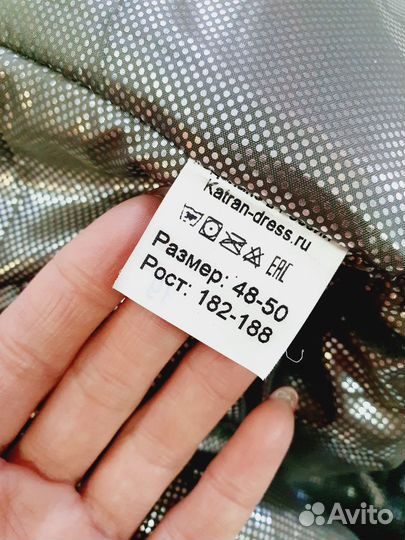 Katran-dress.ru
EAC
Размер: 48-50
Рост: 182-188
Avito